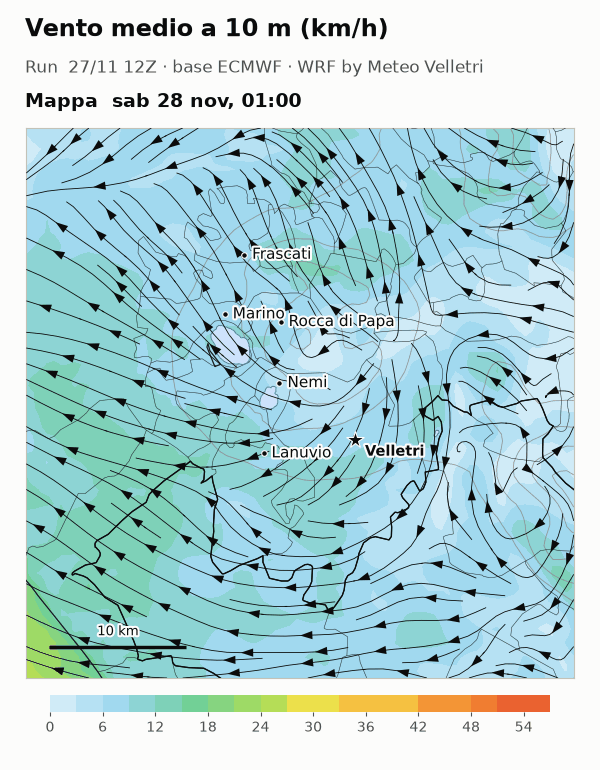 Vento medio a 10 m (km/h)
Run 27/11 12Z · base ECMWF · WRF by Meteo Velletri
Mappa sab 28 nov, 01:00
Frascati
Marino
Rocca di Papa
Nemi
Velletri
Lanuvio
10 km
0 6 12 18 24 30 36 42 48 54